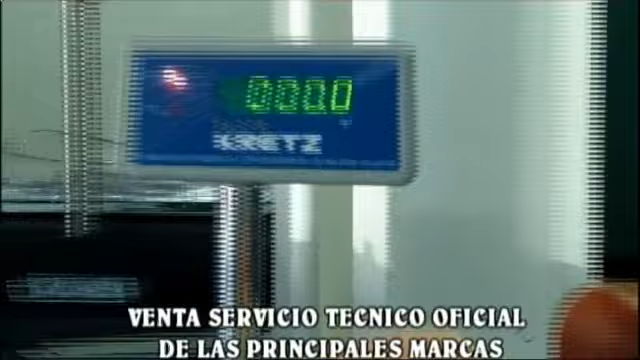 000.0
KRETZ
VENTA SERVICIO TECNICO OFICIAL
DE LAS PRINCIPALES MARCAS